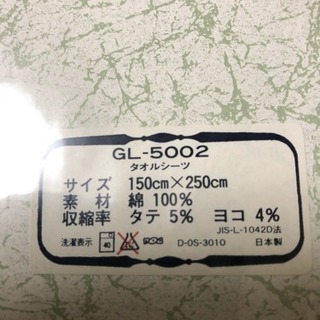 GL-5002
タオルシーツ
サイズ 150cm×250cm
素材 綿 100%
収縮率 タテ 5% ヨコ 4%
JIS-L-1042D法
洗濯表示 40 D-OS-3010 日本製